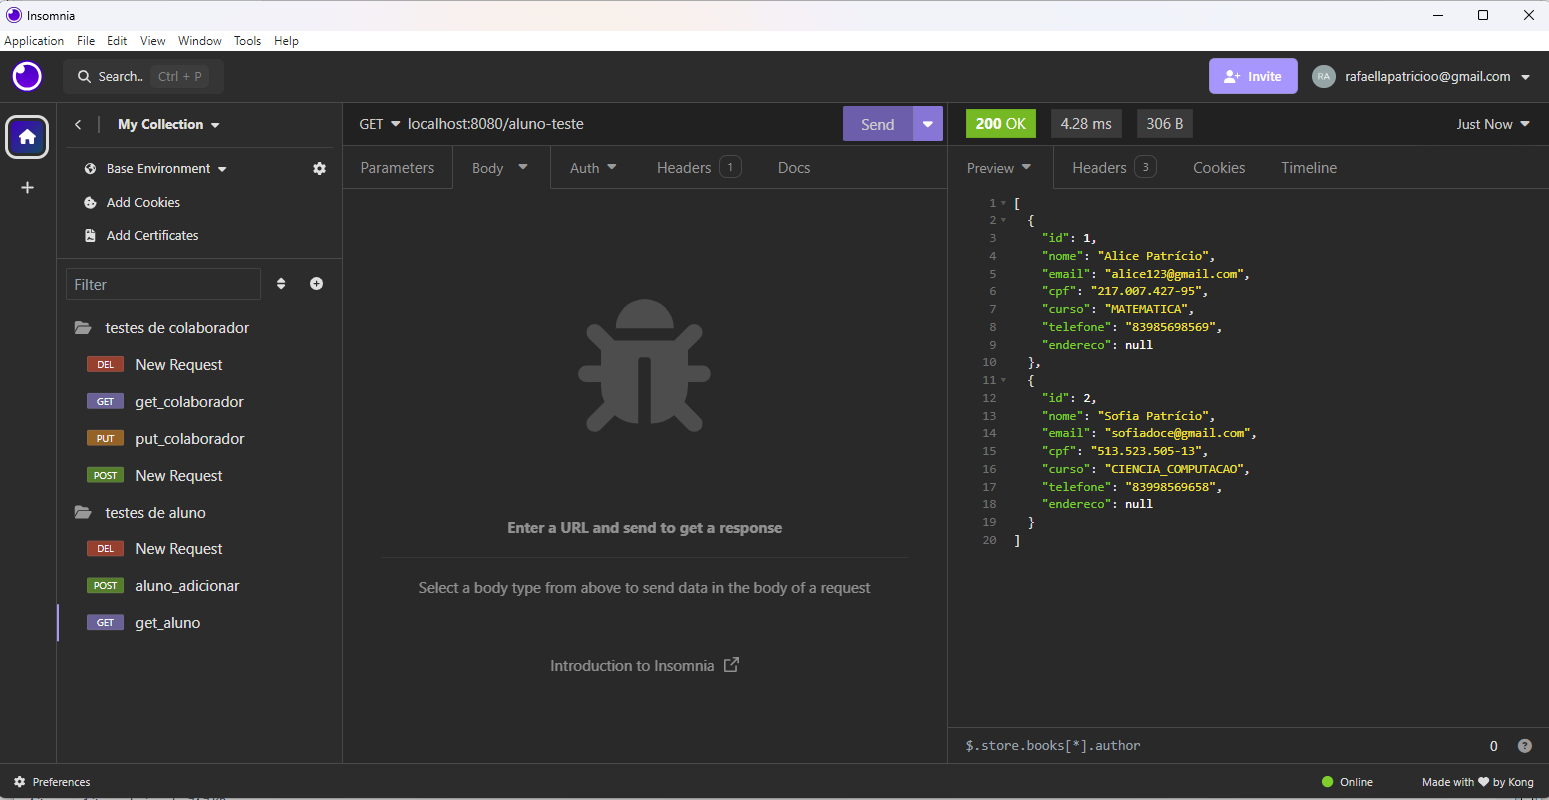 Insomnia
Application File Edit View Window Tools Help
Search.. Ctrl + P
Invite
RA rafaellapatricioo@gmail.com
My Collection
Base Environment
Add Cookies
Add Certificates
Filter
testes de colaborador
DEL New Request
GET get_colaborador
PUT put_colaborador
POST New Request
testes de aluno
DEL New Request
POST aluno_adicionar
GET get_aluno
GET localhost:8080/aluno-teste Send
Parameters Body Auth Headers 1 Docs
Enter a URL and send to get a response
Select a body type from above to send data in the body of a request
Introduction to Insomnia
200 OK 4.28 ms 306 B Just Now
Preview Headers 3 Cookies Timeline
1 [
2 {
3 "id": 1,
4 "nome": "Alice Patrício",
5 "email": "alice123@gmail.com",
6 "cpf": "217.007.427-95",
7 "curso": "MATEMATICA",
8 "telefone": "83985698569",
9 "endereco": null
10 },
11 {
12 "id": 2,
13 "nome": "Sofia Patrício",
14 "email": "sofiadoce@gmail.com",
15 "cpf": "513.523.505-13",
16 "curso": "CIENCIA_COMPUTACAO",
17 "telefone": "83998569658",
18 "endereco": null
19 }
20 ]
$.store.books[*].author 0 ?
Preferences
Online
Made with ❤ by Kong